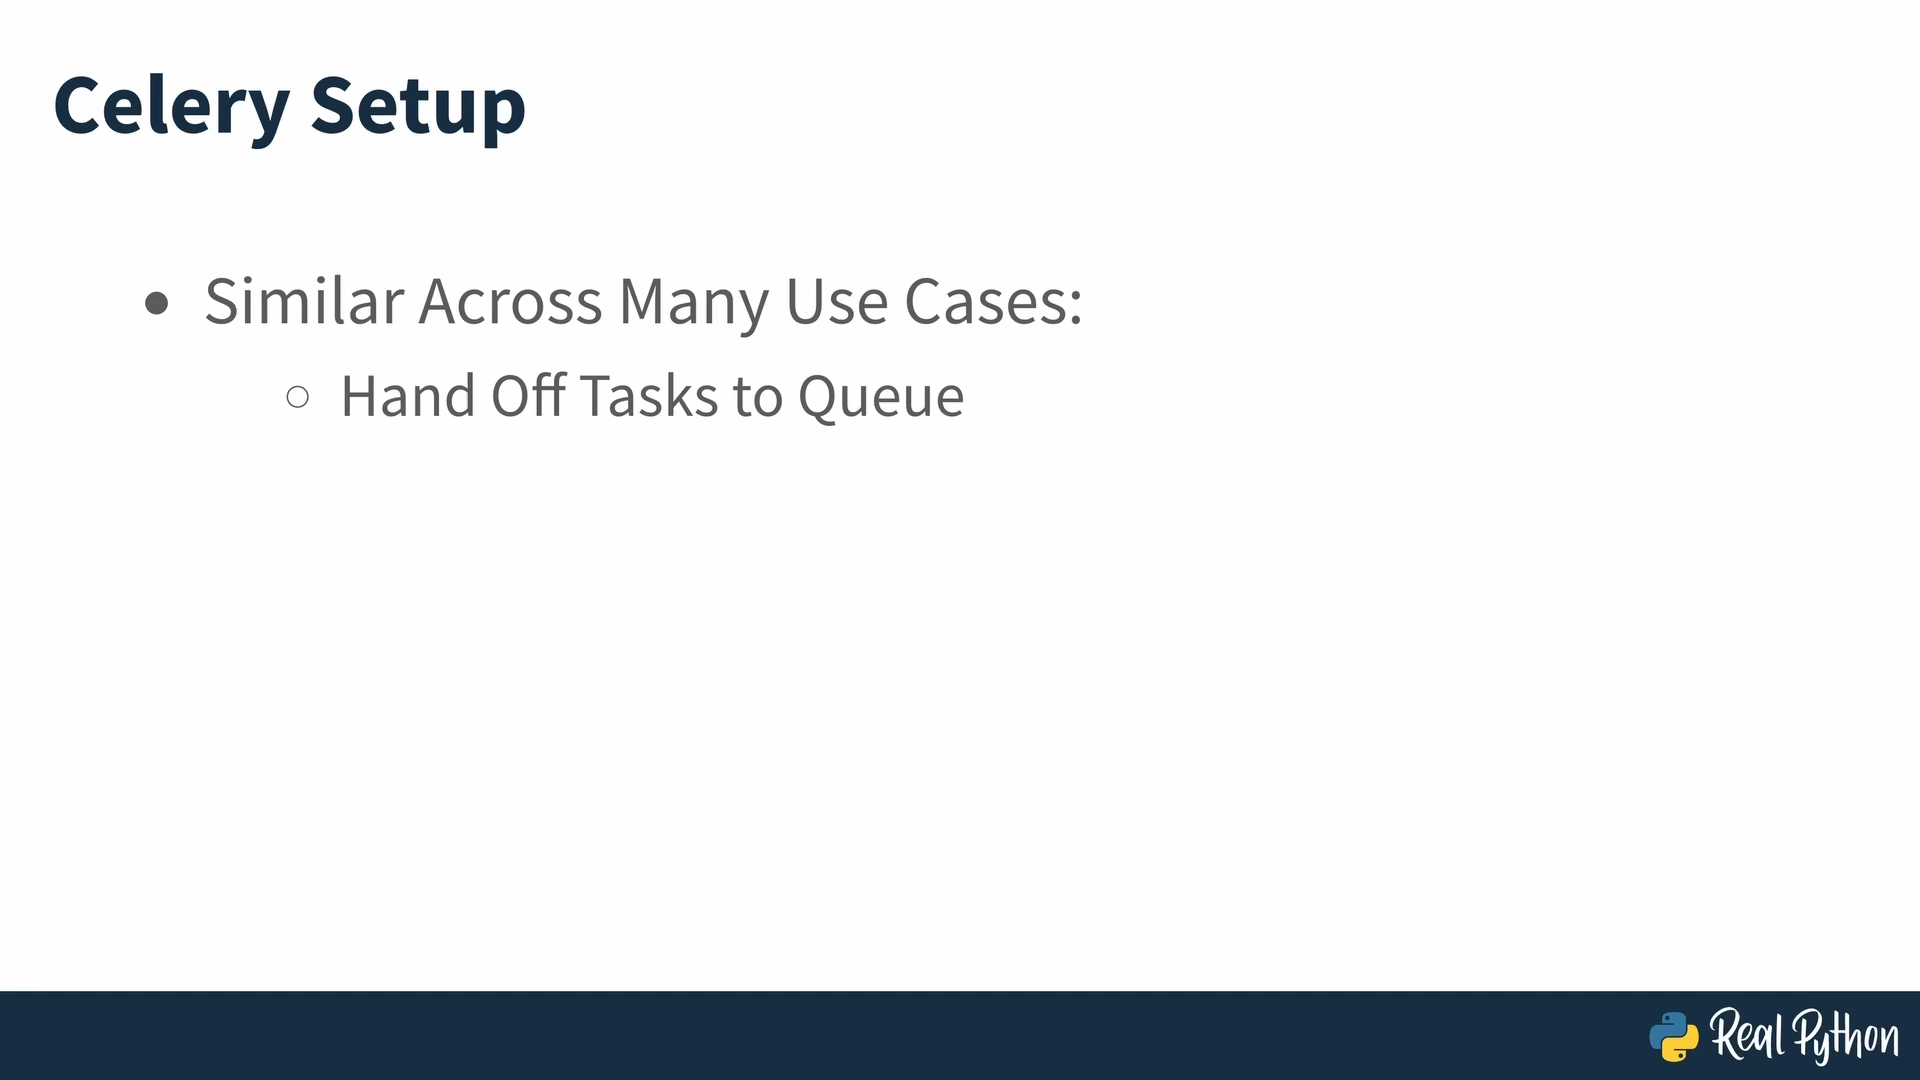 Celery Setup
• Similar Across Many Use Cases:
○ Hand Off Tasks to Queue
Real Python